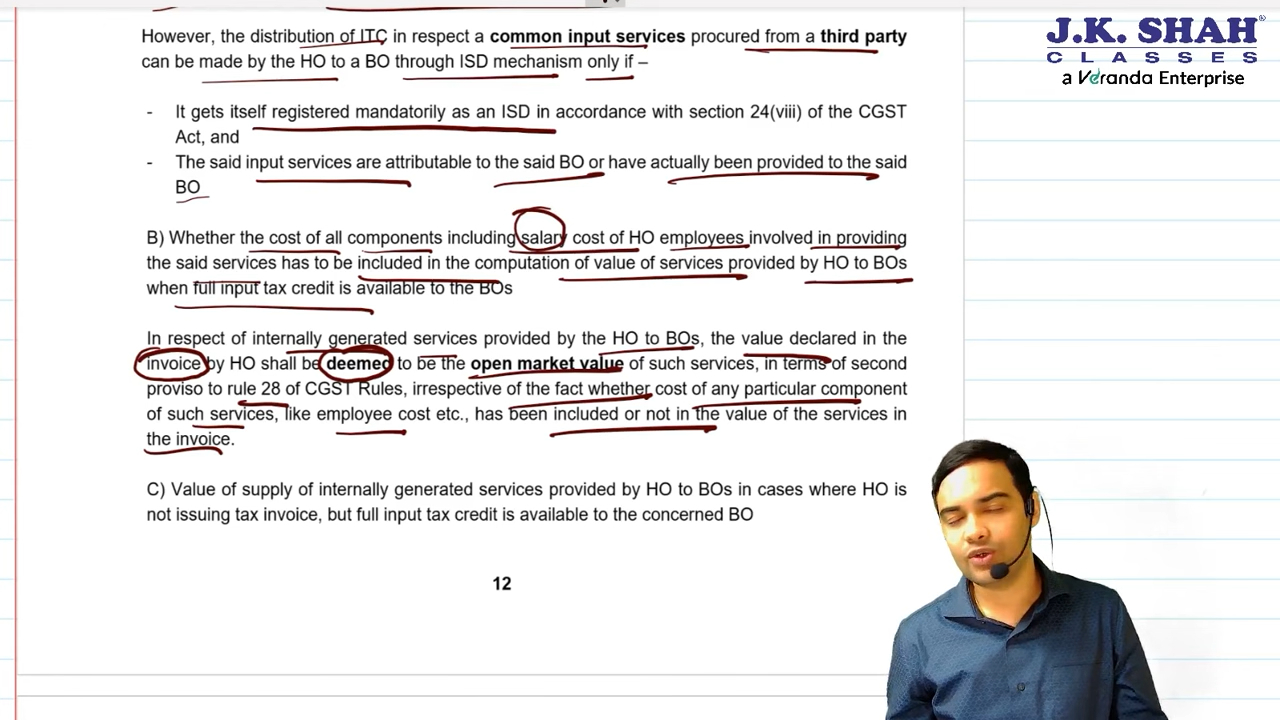 J.K. SHAH
CLASSES
a Veranda Enterprise
However, the distribution of ITC in respect a common input services procured from a third party
can be made by the HO to a BO through ISD mechanism only if –
- It gets itself registered mandatorily as an ISD in accordance with section 24(viii) of the CGST
Act, and
- The said input services are attributable to the said BO or have actually been provided to the said
BO
B) Whether the cost of all components including salary cost of HO employees involved in providing
the said services has to be included in the computation of value of services provided by HO to BOs
when full input tax credit is available to the BOs
In respect of internally generated services provided by the HO to BOs, the value declared in the
invoice by HO shall be deemed to be the open market value of such services, in terms of second
proviso to rule 28 of CGST Rules, irrespective of the fact whether cost of any particular component
of such services, like employee cost etc., has been included or not in the value of the services in
the invoice.
C) Value of supply of internally generated services provided by HO to BOs in cases where HO is
not issuing tax invoice, but full input tax credit is available to the concerned BO
12